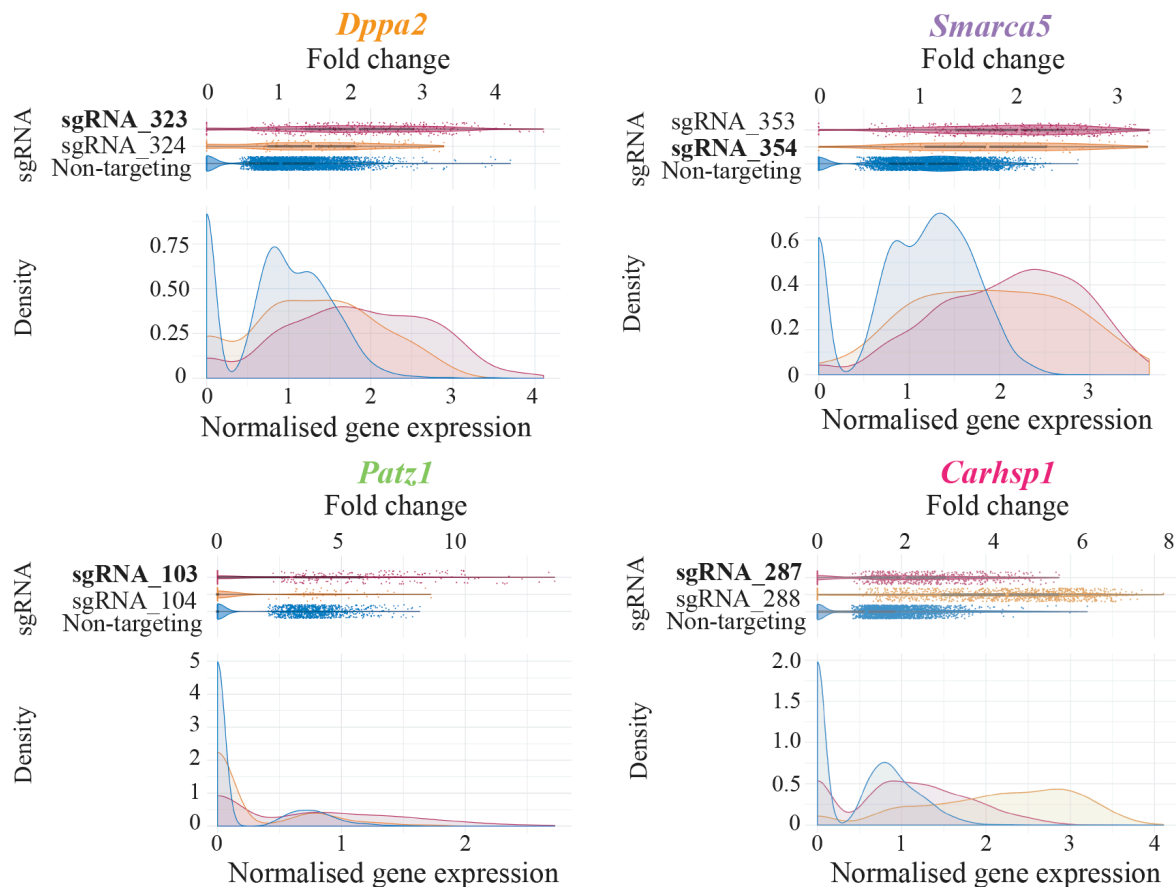 Dppa2
Fold change
0 1 2 3 4
sgRNA
sgRNA_323
sgRNA_324
Non-targeting
Density
0.75
0.50
0.25
0
0 1 2 3 4
Normalised gene expression
Smarca5
Fold change
0 1 2 3
sgRNA
sgRNA_353
sgRNA_354
Non-targeting
Density
0.6
0.4
0.2
0
0 1 2 3
Normalised gene expression
Patz1
Fold change
0 5 10
sgRNA
sgRNA_103
sgRNA_104
Non-targeting
Density
5
4
3
2
1
0
0 1 2
Normalised gene expression
Carhsp1
Fold change
0 2 4 6 8
sgRNA
sgRNA_287
sgRNA_288
Non-targeting
Density
2.0
1.5
1.0
0.5
0
0 1 2 3 4
Normalised gene expression